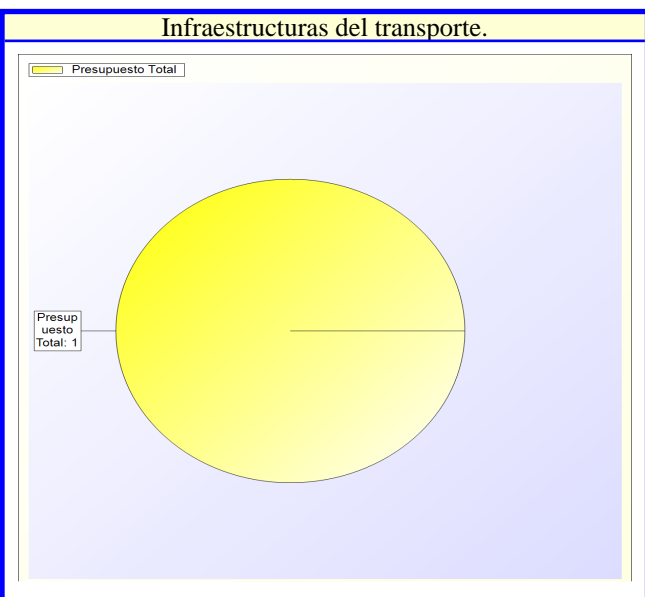 Infraestructuras del transporte.
Presupuesto Total
Presup
uesto
Total: 1